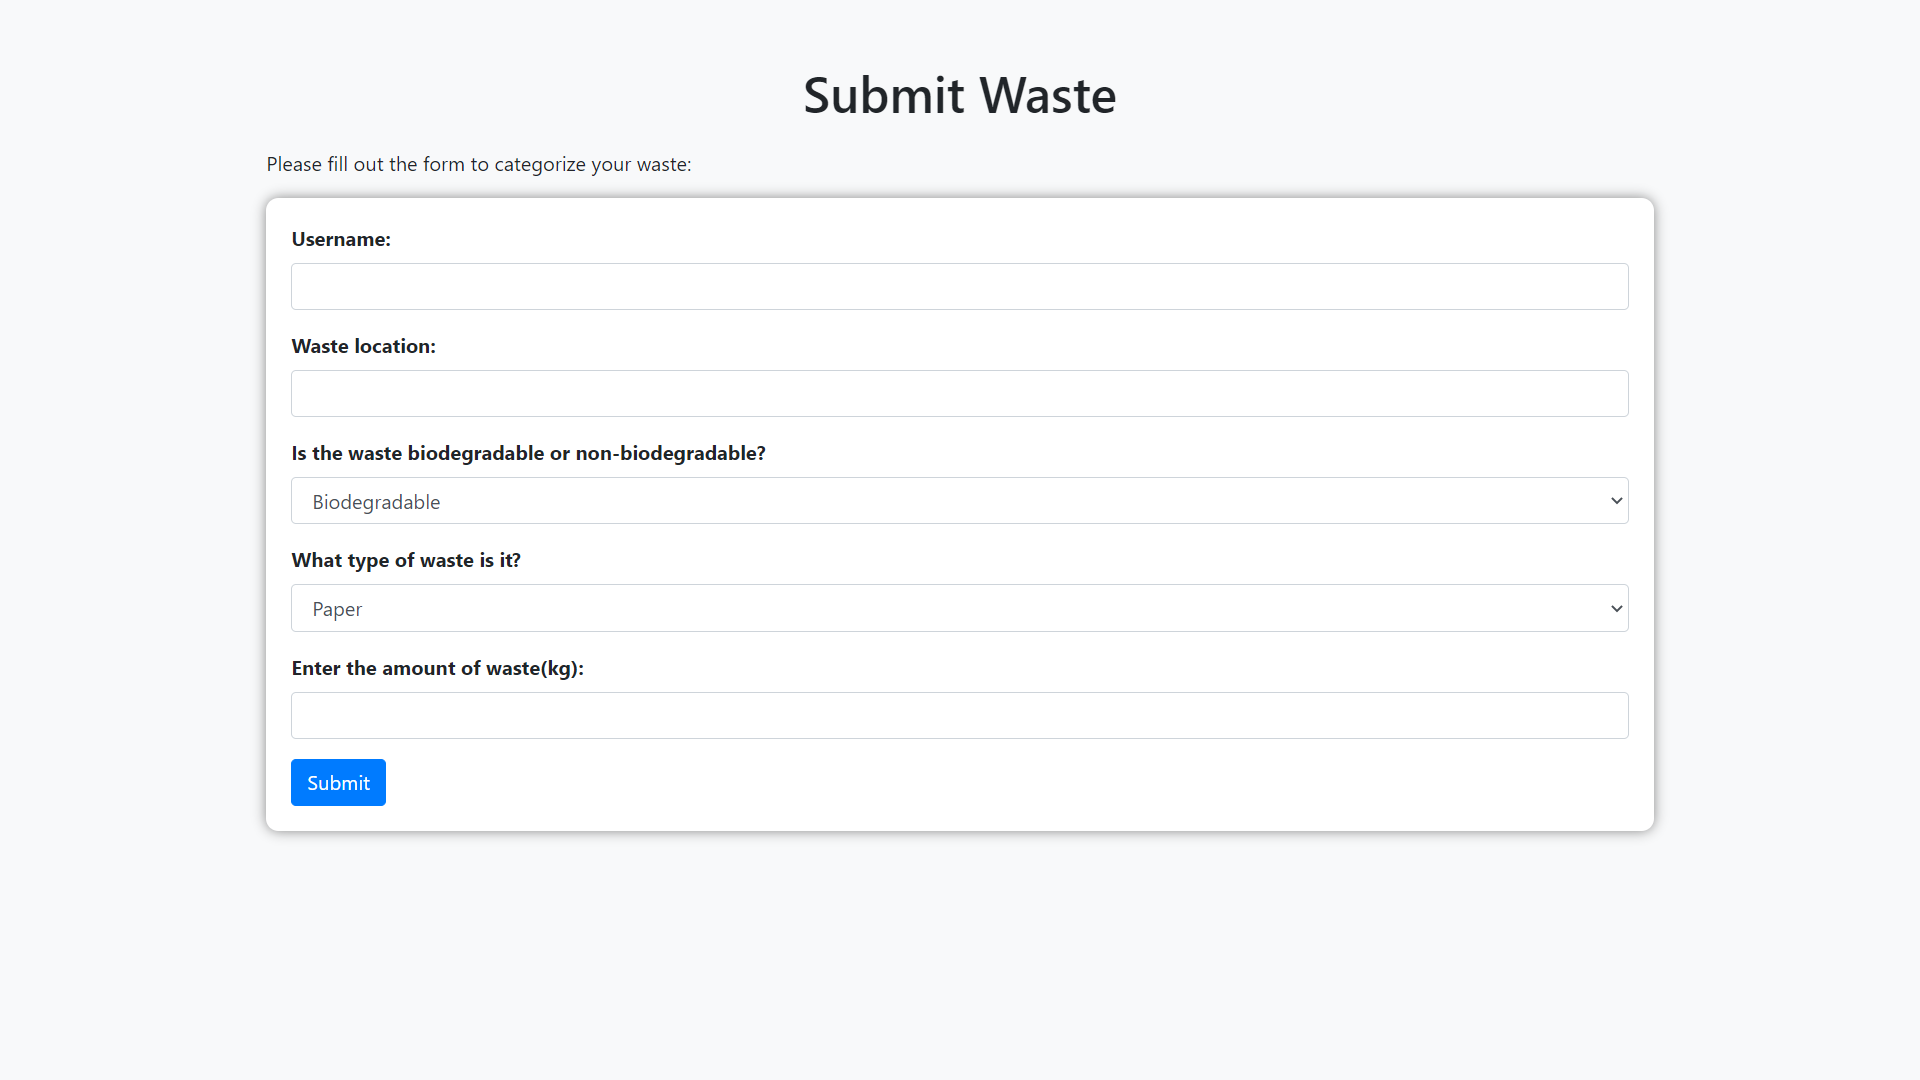 Submit Waste
Please fill out the form to categorize your waste:
Username:
Waste location:
Is the waste biodegradable or non-biodegradable?
Biodegradable
What type of waste is it?
Paper
Enter the amount of waste(kg):
Submit